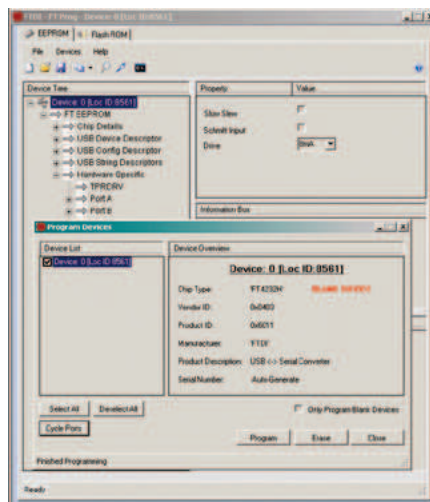 FTDI - FT Prog - Device: 0 [Loc ID:8561]
EEPROM
Flash ROM
File Devices Help
Device Tree
Property Value
Device: 0 [Loc ID:8561]
FT EEPROM
Chip Details
USB Device Descriptor
USB Config Descriptor
USB String Descriptors
Hardware Specific
TPRDRV
Port A
Port B
Slow Slew
Schmitt Input
Drive 8mA
Information Box
Program Devices
Device List
Device: 0 [Loc ID:8561]
Device Overview
Device: 0 [Loc ID:8561]
Chip Type: 'FT4232H' BLANK DEVICE
Vendor ID: 0x0403
Product ID: 0x6011
Manufacturer: 'FTDI'
Product Description: USB <-> Serial Converter
Serial Number: Auto-Generate
Select All Deselect All
Only Program Blank Devices
Cycle Ports
Program Erase Close
Finished Programming
Ready